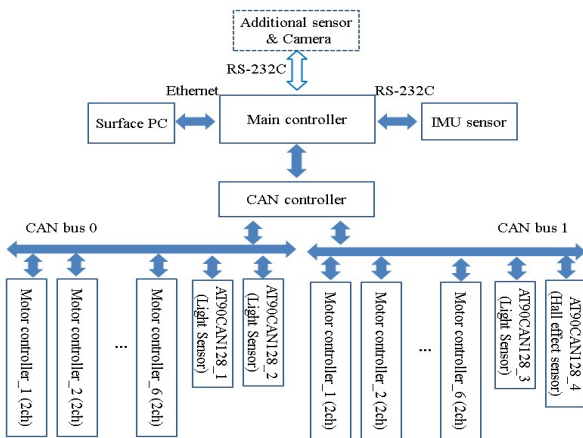 Additional sensor
& Camera
RS-232C
Ethernet
RS-232C
Surface PC
Main controller
IMU sensor
CAN controller
CAN bus 0
CAN bus 1
Motor controller_1 (2ch)
Motor controller_2 (2ch)
...
Motor controller_6 (2ch)
AT90CAN128_1
(Light Sensor)
AT90CAN128_2
(Light Sensor)
Motor controller_1 (2ch)
Motor controller_2 (2ch)
...
Motor controller_6 (2ch)
AT90CAN128_3
(Light Sensor)
AT90CAN128_4
(Hall effect sensor)